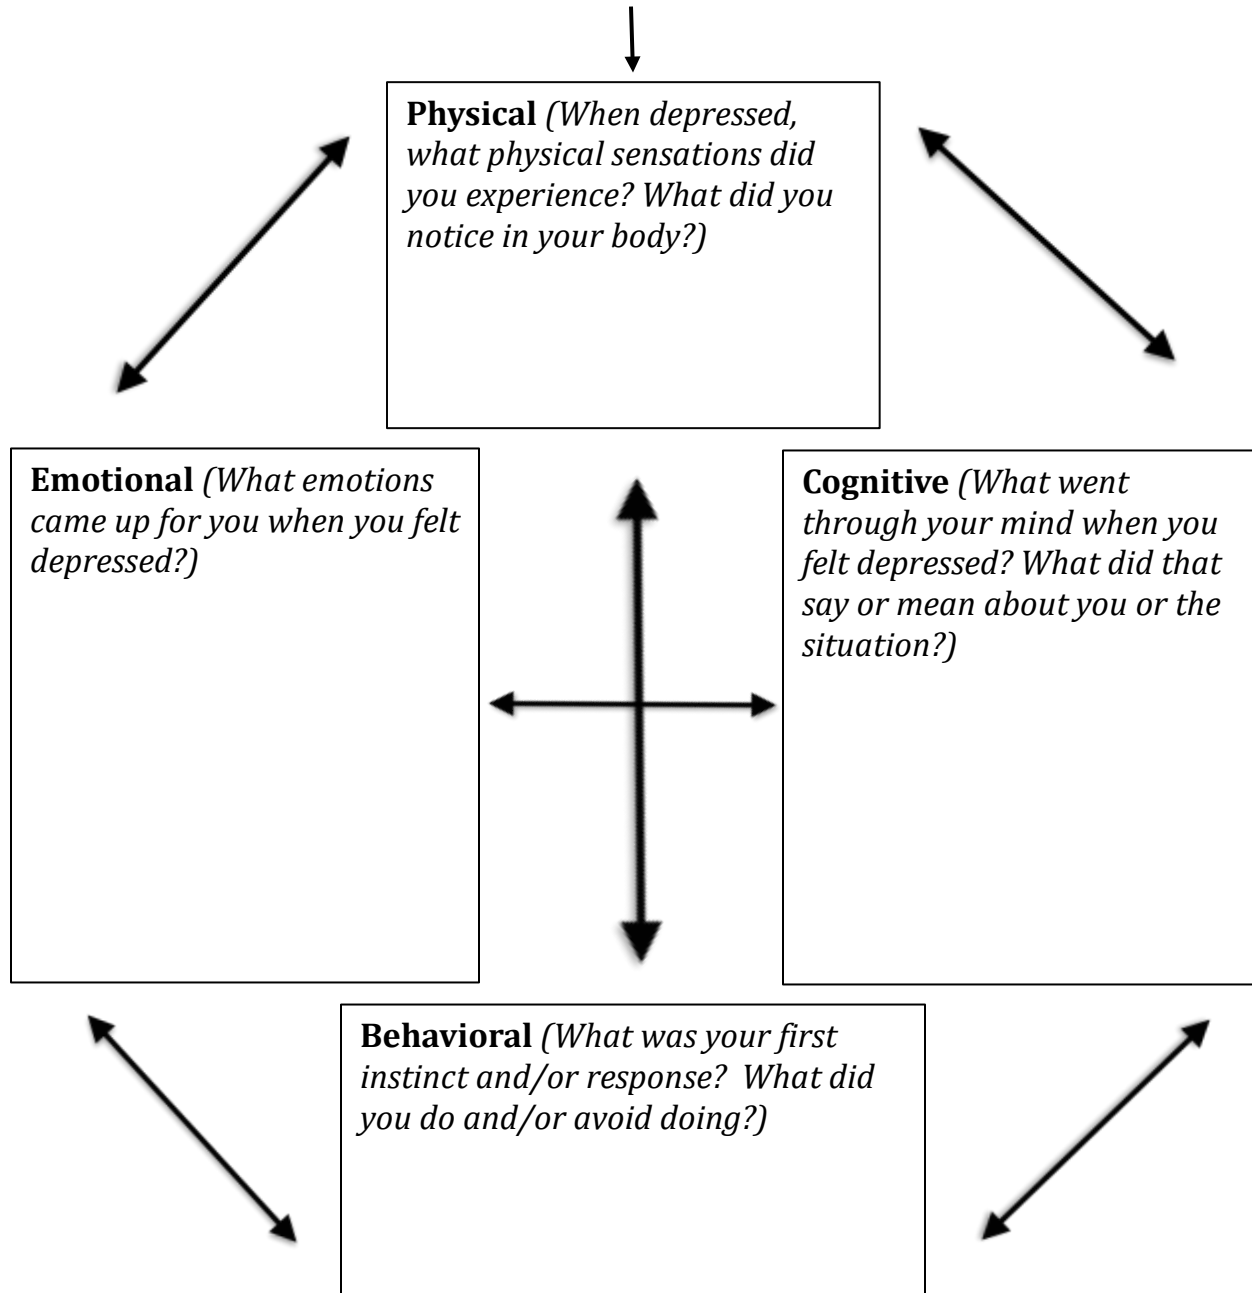 Physical (When depressed,
what physical sensations did
you experience? What did you
notice in your body?)
Emotional (What emotions
came up for you when you felt
depressed?)
Cognitive (What went
through your mind when you
felt depressed? What did that
say or mean about you or the
situation?)
Behavioral (What was your first
instinct and/or response?  What did
you do and/or avoid doing?)